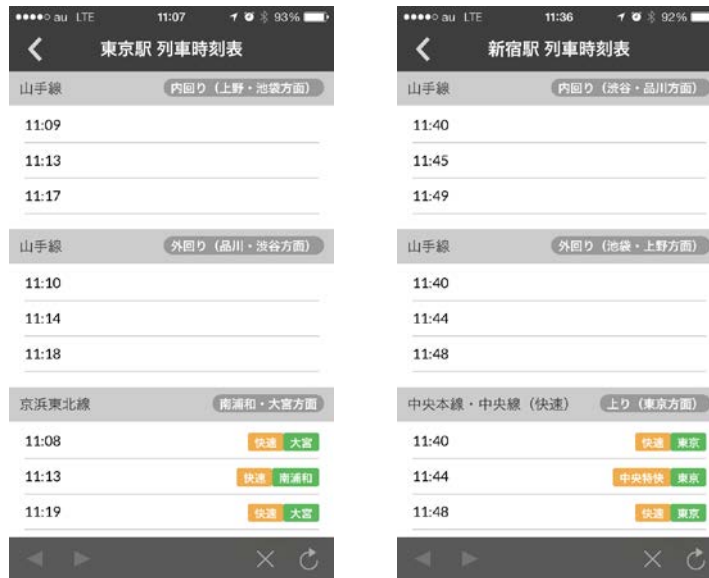 au LTE 11:07 93%
東京駅 列車時刻表
山手線 内回り（上野・池袋方面）
11:09
11:13
11:17
山手線 外回り（品川・渋谷方面）
11:10
11:14
11:18
京浜東北線 南浦和・大宮方面
11:08 快速 大宮
11:13 快速 南浦和
11:19 快速 大宮
au LTE 11:36 92%
新宿駅 列車時刻表
山手線 内回り（渋谷・品川方面）
11:40
11:45
11:49
山手線 外回り（池袋・上野方面）
11:40
11:44
11:48
中央本線・中央線（快速） 上り（東京方面）
11:40 快速 東京
11:44 中央特快 東京
11:48 快速 東京